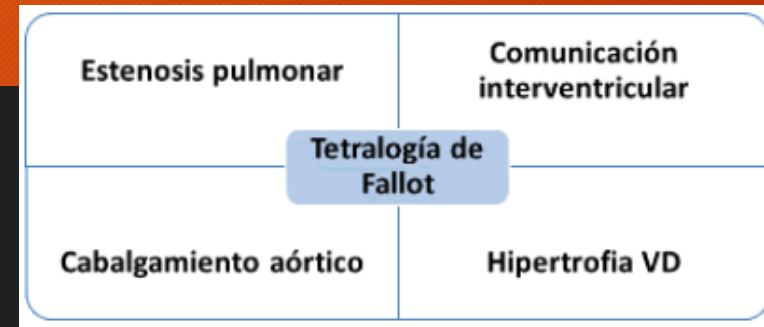 Estenosis pulmonar
Comunicación
interventricular
Tetralogía de
Fallot
Cabalgamiento aórtico
Hipertrofia VD